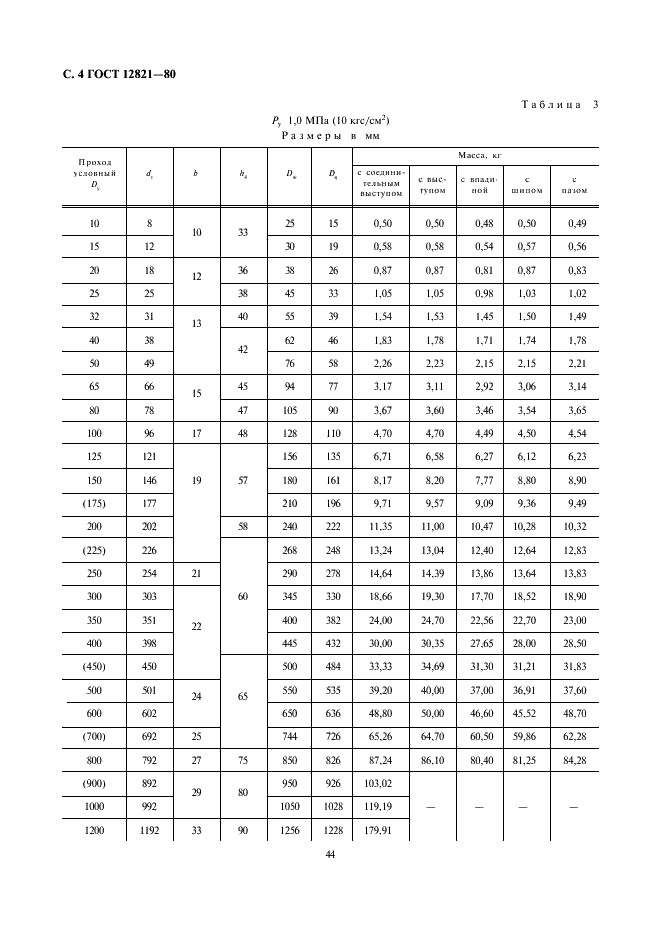 С. 4 ГОСТ 12821—80
Таблица 3
Pу 1,0 МПа (10 кгс/см²)
Размеры в мм
Проход условный Dу d₁ b h₄ Dm Dn Масса, кг
с соединительным выступом с выступом с впадиной с шипом с пазом
10 8 10 33 25 15 0,50 0,50 0,48 0,50 0,49
15 12 30 19 0,58 0,58 0,54 0,57 0,56
20 18 12 36 38 26 0,87 0,87 0,81 0,87 0,83
25 25 38 45 33 1,05 1,05 0,98 1,03 1,02
32 31 13 40 55 39 1,54 1,53 1,45 1,50 1,49
40 38 42 62 46 1,83 1,78 1,71 1,74 1,78
50 49 76 58 2,26 2,23 2,15 2,15 2,21
65 66 15 45 94 77 3,17 3,11 2,92 3,06 3,14
80 78 47 105 90 3,67 3,60 3,46 3,54 3,65
100 96 17 48 128 110 4,70 4,70 4,49 4,50 4,54
125 121 156 135 6,71 6,58 6,27 6,12 6,23
150 146 19 57 180 161 8,17 8,20 7,77 8,80 8,90
(175) 177 210 196 9,71 9,57 9,09 9,36 9,49
200 202 58 240 222 11,35 11,00 10,47 10,28 10,32
(225) 226 268 248 13,24 13,04 12,40 12,64 12,83
250 254 21 290 278 14,64 14,39 13,86 13,64 13,83
300 303 60 345 330 18,66 19,30 17,70 18,52 18,90
350 351 22 400 382 24,00 24,70 22,56 22,70 23,00
400 398 445 432 30,00 30,35 27,65 28,00 28,50
(450) 450 500 484 33,33 34,69 31,30 31,21 31,83
500 501 24 65 550 535 39,20 40,00 37,00 36,91 37,60
600 602 650 636 48,80 50,00 46,60 45,52 48,70
(700) 692 25 744 726 65,26 64,70 60,50 59,86 62,28
800 792 27 75 850 826 87,24 86,10 80,40 81,25 84,28
(900) 892 29 80 950 926 103,02
1000 992 1050 1028 119,19 — — — —
1200 1192 33 90 1256 1228 179,91
44